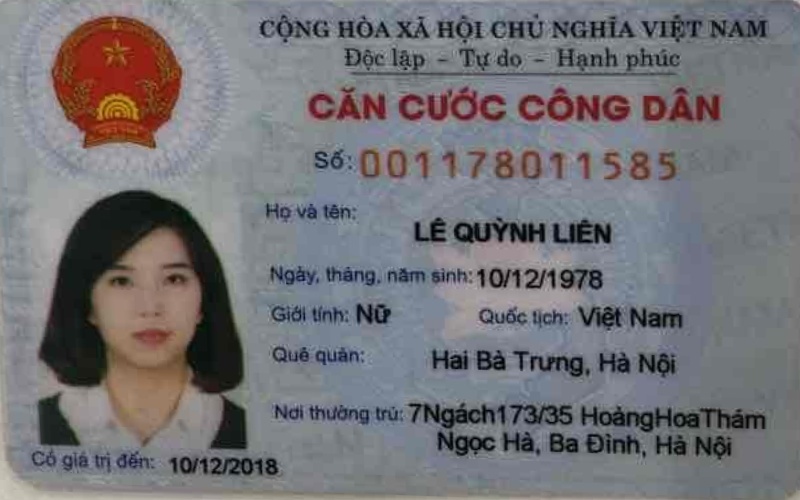 CỘNG HÒA XÃ HỘI CHỦ NGHĨA VIỆT NAM
Độc lập - Tự do - Hạnh phúc
CĂN CƯỚC CÔNG DÂN
Số: 001178011585
Họ và tên:
LÊ QUỲNH LIÊN
Ngày, tháng, năm sinh: 10/12/1978
Giới tính: Nữ Quốc tịch: Việt Nam
Quê quán: Hai Bà Trưng, Hà Nội
Nơi thường trú: 7Ngách173/35 HoàngHoaThám
Ngọc Hà, Ba Đình, Hà Nội
Có giá trị đến: 10/12/2018